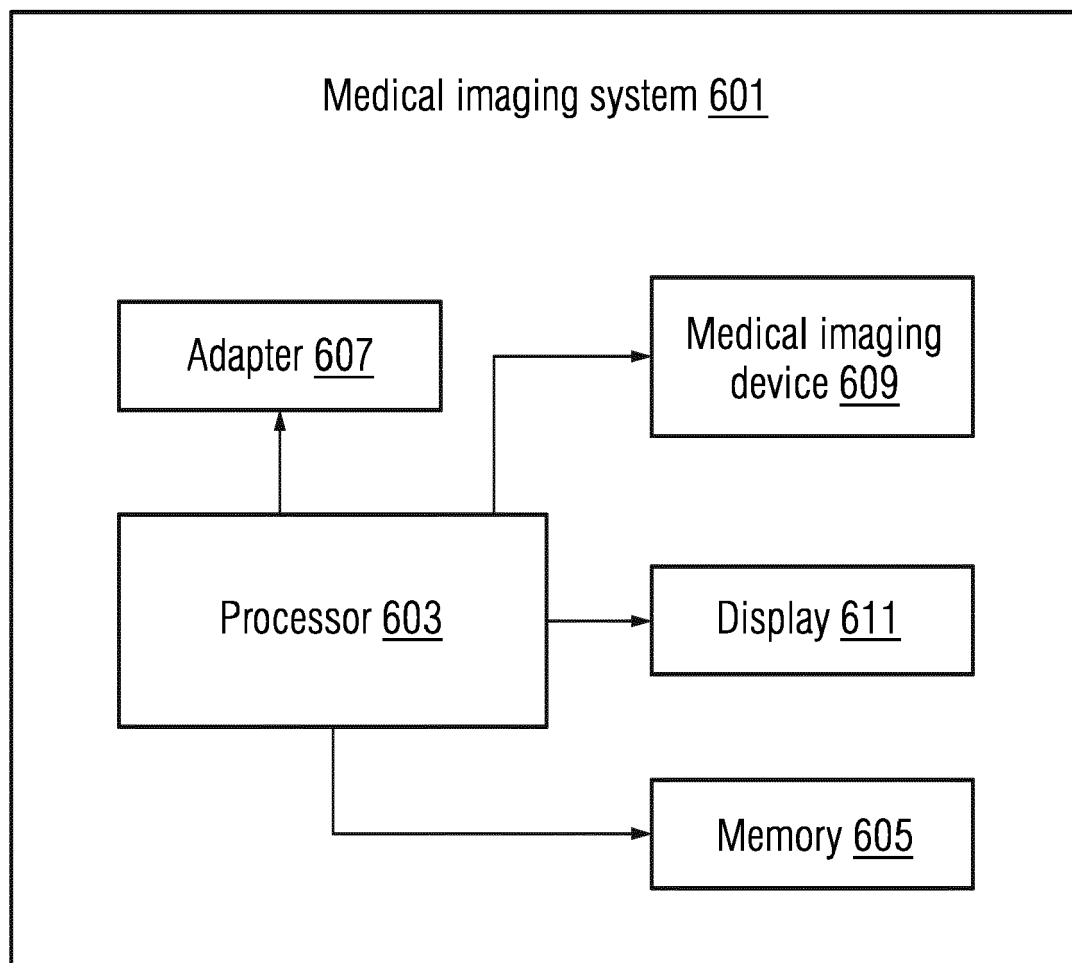 Medical imaging system 601
Adapter 607
Medical imaging
device 609
Processor 603
Display 611
Memory 605